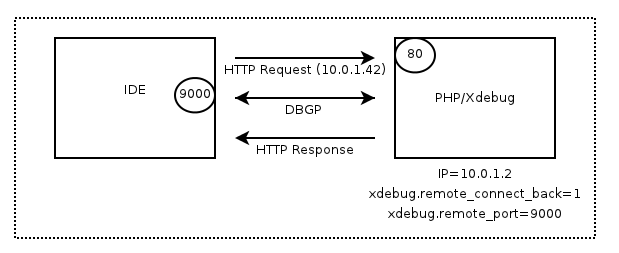 IDE
9000
HTTP Request (10.0.1.42)
DBGP
HTTP Response
80
PHP/Xdebug
IP=10.0.1.2
xdebug.remote_connect_back=1
xdebug.remote_port=9000